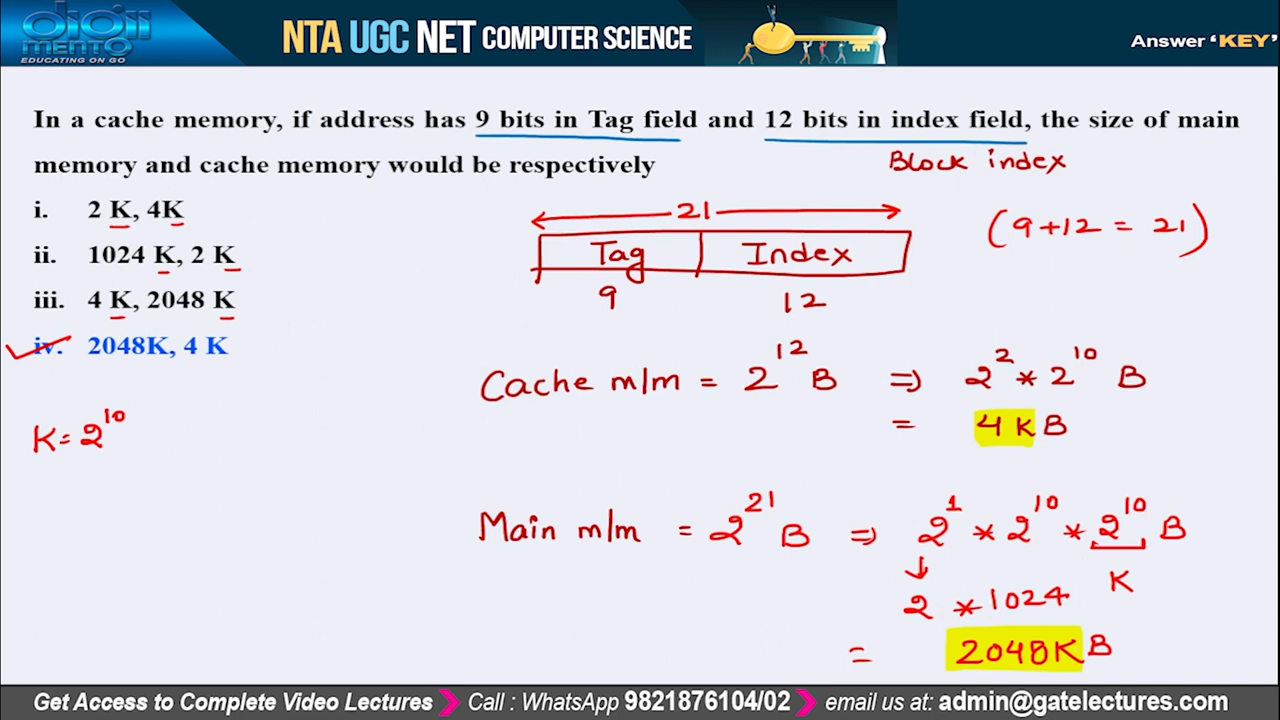 didii
MENTO
EDUCATING ON GO
NTA UGC NET COMPUTER SCIENCE
Answer ‘KEY’
In a cache memory, if address has 9 bits in Tag field and 12 bits in index field, the size of main
memory and cache memory would be respectively
Block index
i. 2 K, 4K
ii. 1024 K, 2 K
iii. 4 K, 2048 K
iv. 2048K, 4 K
K = 2^10
21
(9+12 = 21)
Tag Index
9 12
Cache m/m = 2^12 B ⇒ 2^2 * 2^10 B
= 4 K B
Main m/m = 2^21 B ⇒ 2^1 * 2^10 * 2^10 B
↓ K
2 * 1024
= 2048K B
Get Access to Complete Video Lectures Call : WhatsApp 9821876104/02 email us at: admin@gatelectures.com